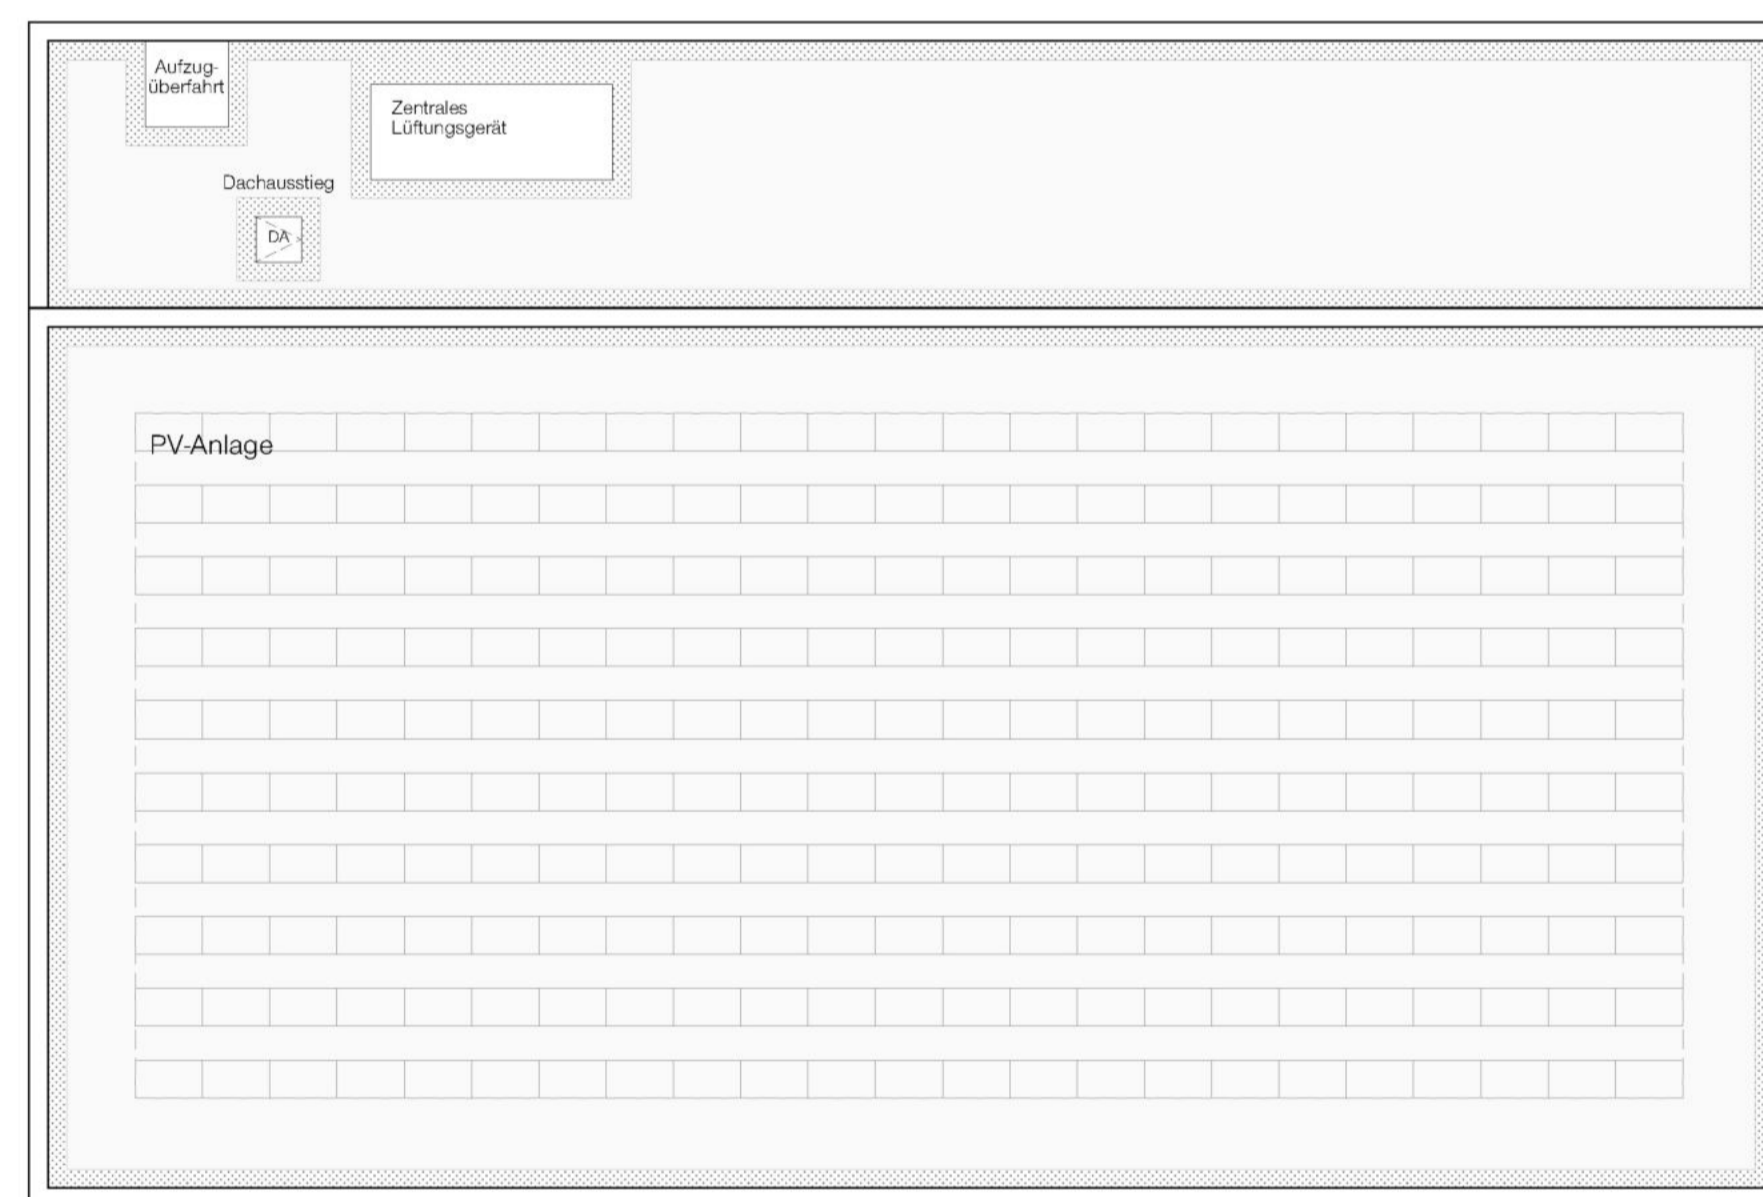 Aufzug-
überfahrt
Zentrales
Lüftungsgerät
Dachausstieg
DA
PV-Anlage